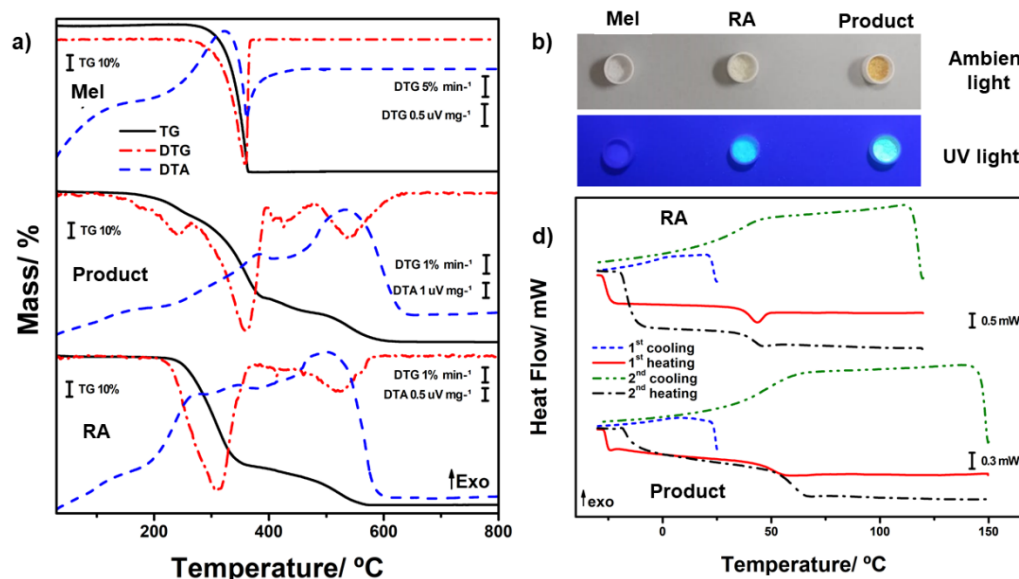 a)
Mass/ %
TG 10%
Mel
DTG 5% min-¹
DTG 0.5 uV mg-¹
TG
DTG
DTA
TG 10%
Product
DTG 1% min-¹
DTA 1 uV mg-¹
TG 10%
RA
DTG 1% min-¹
DTA 0.5 uV mg-¹
↑Exo
200 400 600 800
Temperature/ ºC
b)
Mel RA Product
Ambien
light
UV light
d)
Heat Flow/ mW
RA
0.5 mW
1st cooling
1st heating
2nd cooling
2nd heating
0.3 mW
Product
↑exo
0 50 100 150
Temperature/ ºC